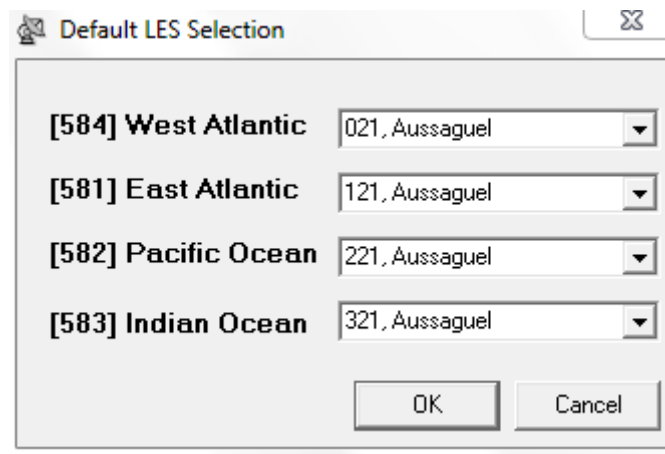 Default LES Selection
[584] West Atlantic 021, Aussaguel
[581] East Atlantic 121, Aussaguel
[582] Pacific Ocean 221, Aussaguel
[583] Indian Ocean 321, Aussaguel
OK Cancel